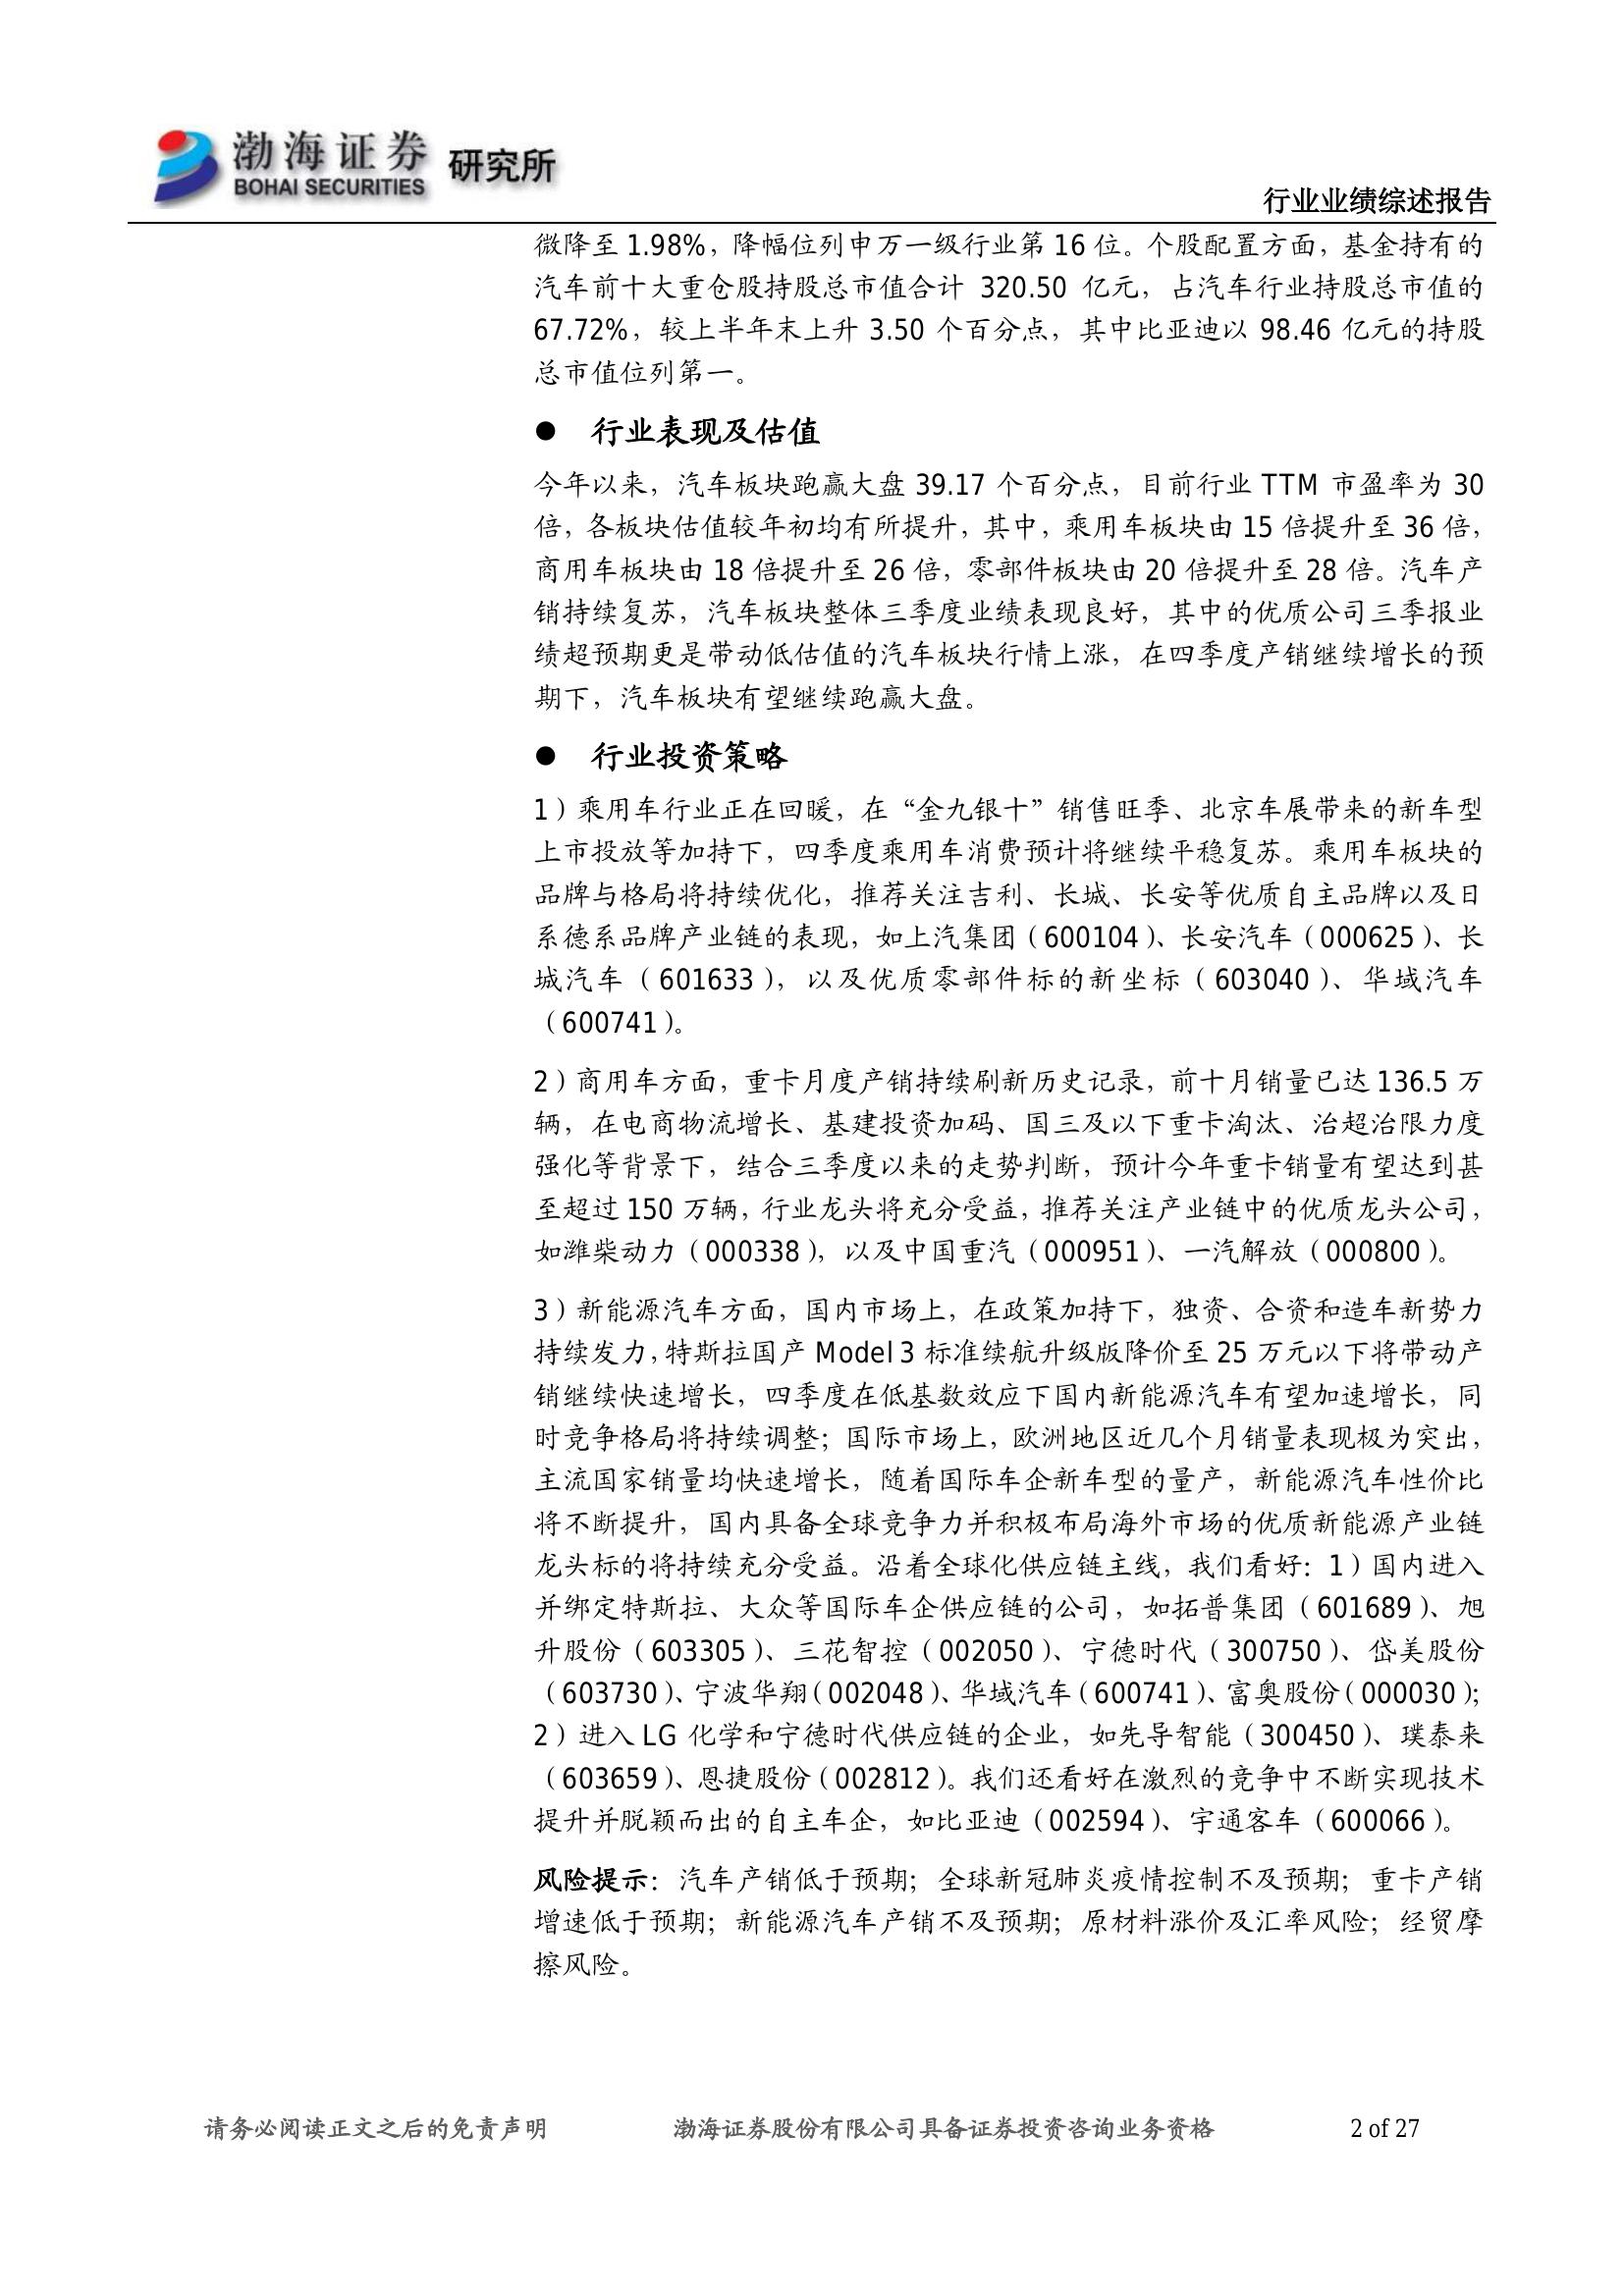 渤海证券 研究所
BOHAI SECURITIES
行业业绩综述报告
微降至 1.98%，降幅位列申万一级行业第 16 位。个股配置方面，基金持有的
汽车前十大重仓股持股总市值合计 320.50 亿元，占汽车行业持股总市值的
67.72%，较上半年末上升 3.50 个百分点，其中比亚迪以 98.46 亿元的持股
总市值位列第一。
● 行业表现及估值
今年以来，汽车板块跑赢大盘 39.17 个百分点，目前行业 TTM 市盈率为 30
倍，各板块估值较年初均有所提升，其中，乘用车板块由 15 倍提升至 36 倍，
商用车板块由 18 倍提升至 26 倍，零部件板块由 20 倍提升至 28 倍。汽车产
销持续复苏，汽车板块整体三季度业绩表现良好，其中的优质公司三季报业
绩超预期更是带动低估值的汽车板块行情上涨，在四季度产销继续增长的预
期下，汽车板块有望继续跑赢大盘。
● 行业投资策略
1）乘用车行业正在回暖，在“金九银十”销售旺季、北京车展带来的新车型
上市投放等加持下，四季度乘用车消费预计将继续平稳复苏。乘用车板块的
品牌与格局将持续优化，推荐关注吉利、长城、长安等优质自主品牌以及日
系德系品牌产业链的表现，如上汽集团（600104）、长安汽车（000625）、长
城汽车（601633），以及优质零部件标的新坐标（603040）、华域汽车
（600741）。
2）商用车方面，重卡月度产销持续刷新历史记录，前十月销量已达 136.5 万
辆，在电商物流增长、基建投资加码、国三及以下重卡淘汰、治超治限力度
强化等背景下，结合三季度以来的走势判断，预计今年重卡销量有望达到甚
至超过 150 万辆，行业龙头将充分受益，推荐关注产业链中的优质龙头公司，
如潍柴动力（000338），以及中国重汽（000951）、一汽解放（000800）。
3）新能源汽车方面，国内市场上，在政策加持下，独资、合资和造车新势力
持续发力，特斯拉国产 Model 3 标准续航升级版降价至 25 万元以下将带动产
销继续快速增长，四季度在低基数效应下国内新能源汽车有望加速增长，同
时竞争格局将持续调整；国际市场上，欧洲地区近几个月销量表现极为突出，
主流国家销量均快速增长，随着国际车企新车型的量产，新能源汽车性价比
将不断提升，国内具备全球竞争力并积极布局海外市场的优质新能源产业链
龙头标的将持续充分受益。沿着全球化供应链主线，我们看好：1）国内进入
并绑定特斯拉、大众等国际车企供应链的公司，如拓普集团（601689）、旭
升股份（603305）、三花智控（002050）、宁德时代（300750）、岱美股份
（603730）、宁波华翔（002048）、华域汽车（600741）、富奥股份（000030）；
2）进入 LG 化学和宁德时代供应链的企业，如先导智能（300450）、璞泰来
（603659）、恩捷股份（002812）。我们还看好在激烈的竞争中不断实现技术
提升并脱颖而出的自主车企，如比亚迪（002594）、宇通客车（600066）。
风险提示：汽车产销低于预期；全球新冠肺炎疫情控制不及预期；重卡产销
增速低于预期；新能源汽车产销不及预期；原材料涨价及汇率风险；经贸摩
擦风险。
请务必阅读正文之后的免责声明 渤海证券股份有限公司具备证券投资咨询业务资格 2 of 27